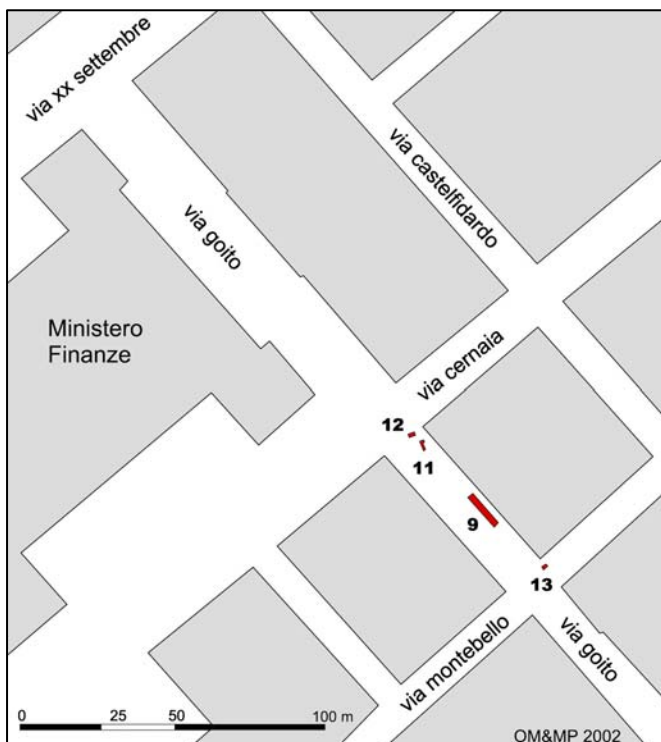 via xx settembre
via castelfidardo
via goito
Ministero
Finanze
via cernaia
12
11
9
13
via montebello
via goito
0 25 50 100 m
OM&MP 2002